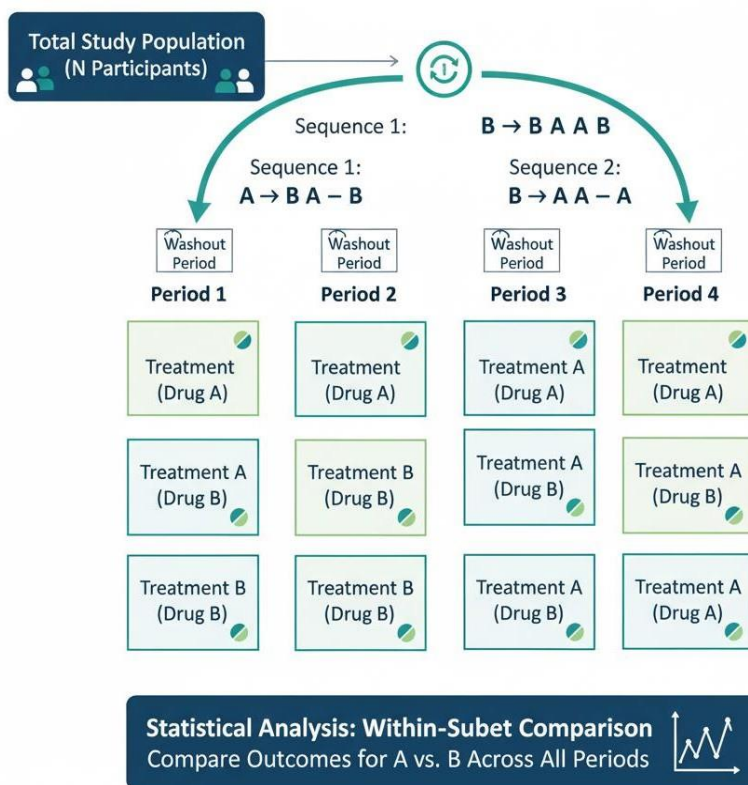 Total Study Population
(N Participants)
Sequence 1: B → B A A B
Sequence 1:
A → B A – B
Sequence 2:
B → A A – A
Washout
Period
Washout
Period
Washout
Period
Washout
Period
Period 1
Period 2
Period 3
Period 4
Treatment
(Drug A)
Treatment
(Drug A)
Treatment A
(Drug A)
Treatment
(Drug A)
Treatment A
(Drug B)
Treatment B
(Drug B)
Treatment A
(Drug B)
Treatment A
(Drug B)
Treatment B
(Drug B)
Treatment B
(Drug B)
Treatment A
(Drug B)
Treatment A
(Drug A)
Statistical Analysis: Within-Subet Comparison
Compare Outcomes for A vs. B Across All Periods